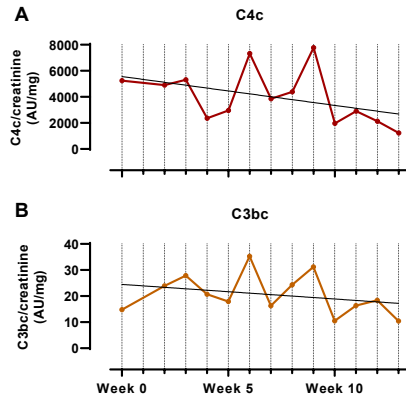 A
C4c
C4c/creatinine
(AU/mg)
8000
6000
4000
2000
0
B
C3bc
C3bc/creatinine
(AU/mg)
40
30
20
10
0
Week 0
Week 5
Week 10